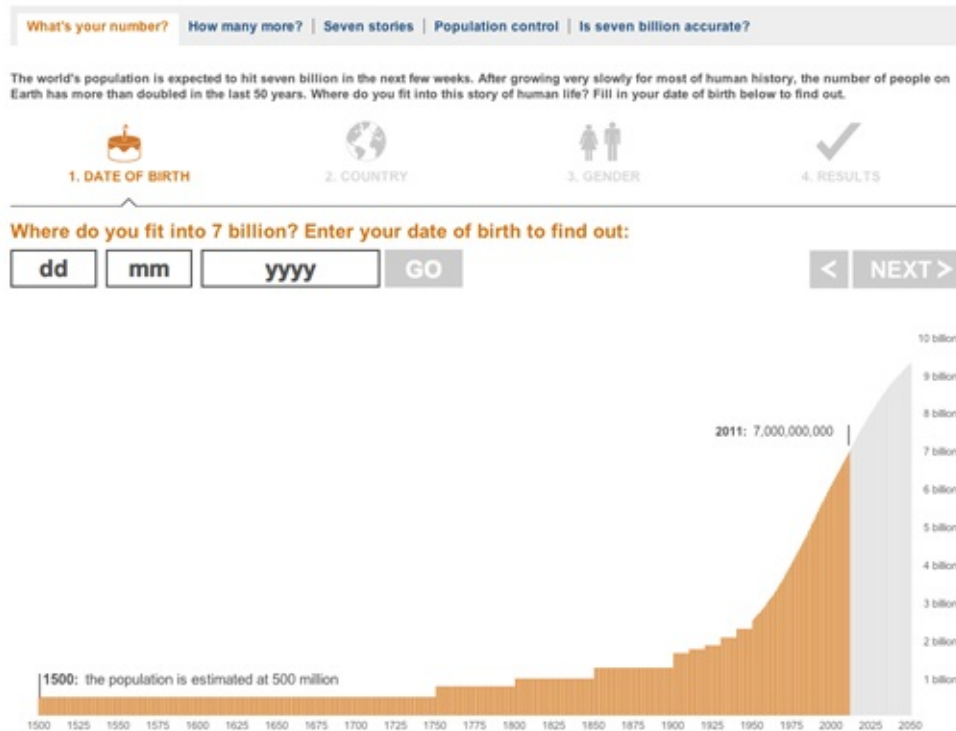 What's your number? How many more? | Seven stories | Population control | Is seven billion accurate?
The world's population is expected to hit seven billion in the next few weeks. After growing very slowly for most of human history, the number of people on
Earth has more than doubled in the last 50 years. Where do you fit into this story of human life? Fill in your date of birth below to find out.
1. DATE OF BIRTH 2. COUNTRY 3. GENDER 4. RESULTS
Where do you fit into 7 billion? Enter your date of birth to find out:
dd mm yyyy GO < NEXT >
10 billion
9 billion
8 billion
2011: 7,000,000,000
7 billion
6 billion
5 billion
4 billion
3 billion
2 billion
1500: the population is estimated at 500 million
1 billion
1500 1525 1550 1575 1600 1625 1650 1675 1700 1725 1750 1775 1800 1825 1850 1875 1900 1925 1950 1975 2000 2025 2050